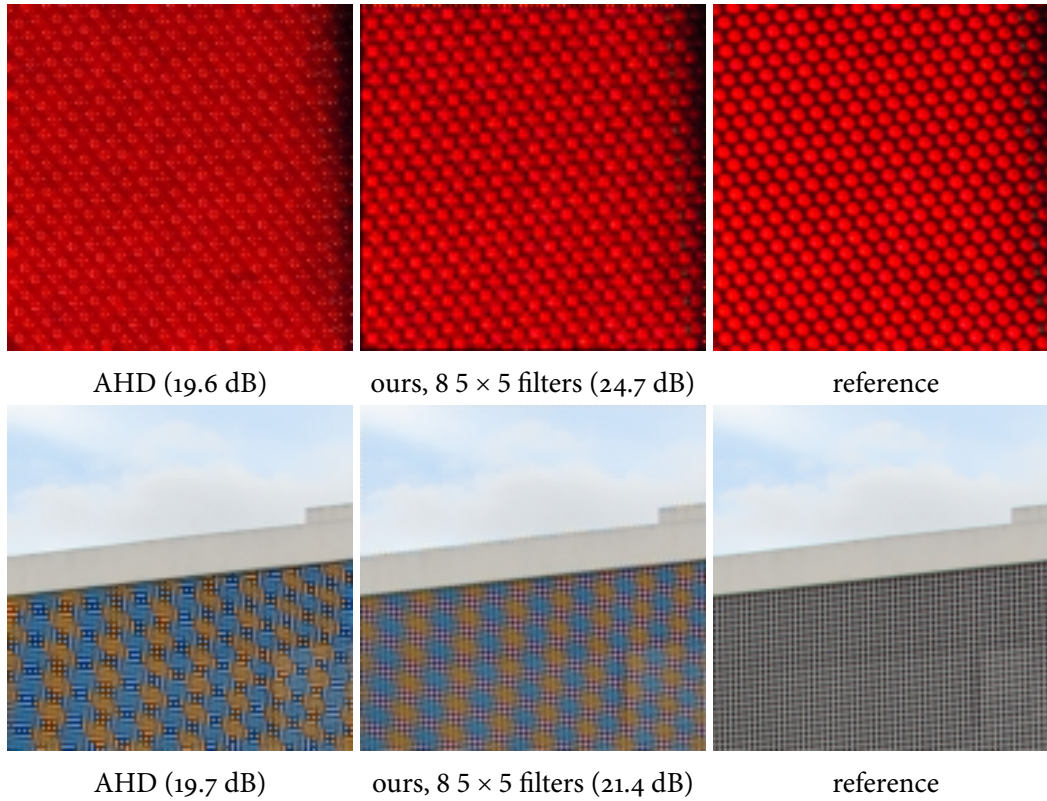 AHD (19.6 dB)
ours, 8 5 × 5 filters (24.7 dB)
reference
AHD (19.7 dB)
ours, 8 5 × 5 filters (21.4 dB)
reference